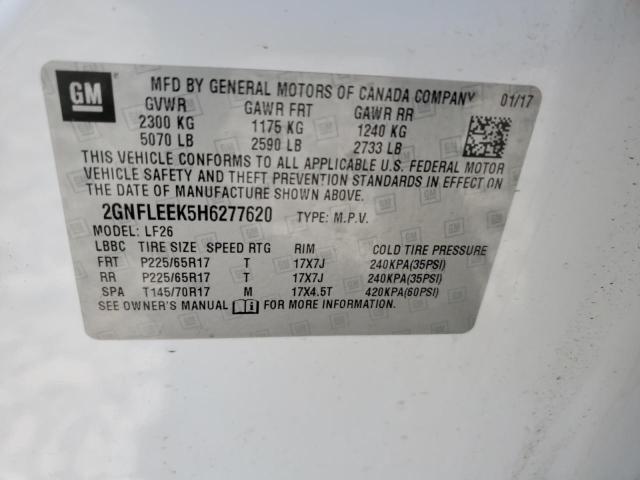 GM
MFD BY GENERAL MOTORS OF CANADA COMPANY 01/17
GVWR GAWR FRT GAWR RR
2300 KG 1175 KG 1240 KG
5070 LB 2590 LB 2733 LB
THIS VEHICLE CONFORMS TO ALL APPLICABLE U.S. FEDERAL MOTOR
VEHICLE SAFETY AND THEFT PREVENTION STANDARDS IN EFFECT ON
THE DATE OF MANUFACTURE SHOWN ABOVE.
2GNFLEEK5H6277620 TYPE: M.P.V.
MODEL: LF26
LBBC TIRE SIZE SPEED RTG RIM COLD TIRE PRESSURE
FRT P225/65R17 T 17X7J 240KPA(35PSI)
RR P225/65R17 T 17X7J 240KPA(35PSI)
SPA T145/70R17 M 17X4.5T 420KPA(60PSI)
SEE OWNER'S MANUAL FOR MORE INFORMATION.